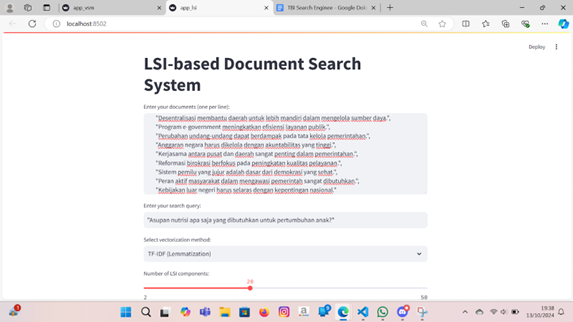 app_vsm
app_lsi
TBI Search Engine - Google Doku
localhost:8502
Deploy
LSI-based Document Search
System
Enter your documents (one per line):
"Desentralisasi membantu daerah untuk lebih mandiri dalam mengelola sumber daya.",
"Program e-government meningkatkan efisiensi layanan publik.",
"Perubahan undang-undang dapat berdampak pada tata kelola pemerintahan.",
"Anggaran negara harus dikelola dengan akuntabilitas yang tinggi.",
"Kerjasama antara pusat dan daerah sangat penting dalam pemerintahan.",
"Reformasi birokrasi berfokus pada peningkatan kualitas pelayanan.",
"Sistem pemilu yang jujur adalah dasar dari demokrasi yang sehat.",
"Peran aktif masyarakat dalam mengawasi pemerintah sangat dibutuhkan.",
"Kebijakan luar negeri harus selaras dengan kepentingan nasional."
Enter your search query:
"Asupan nutrisi apa saja yang dibutuhkan untuk pertumbuhan anak?"
Select vectorization method:
TF-IDF (Lemmatization)
Number of LSI components:
20
2 50
19:38
13/10/2024